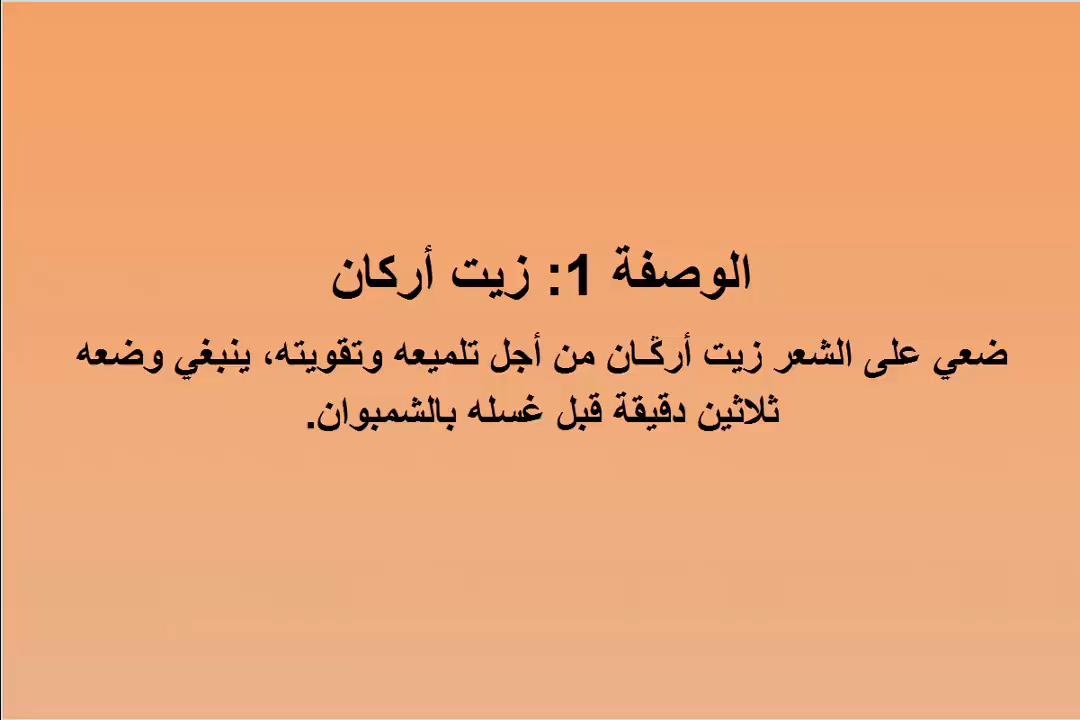 الوصفة 1: زيت أركان
ضعي على الشعر زيت أرڭـان من أجل تلميعه وتقويته، ينبغي وضعه
ثلاثين دقيقة قبل غسله بالشمبوان.